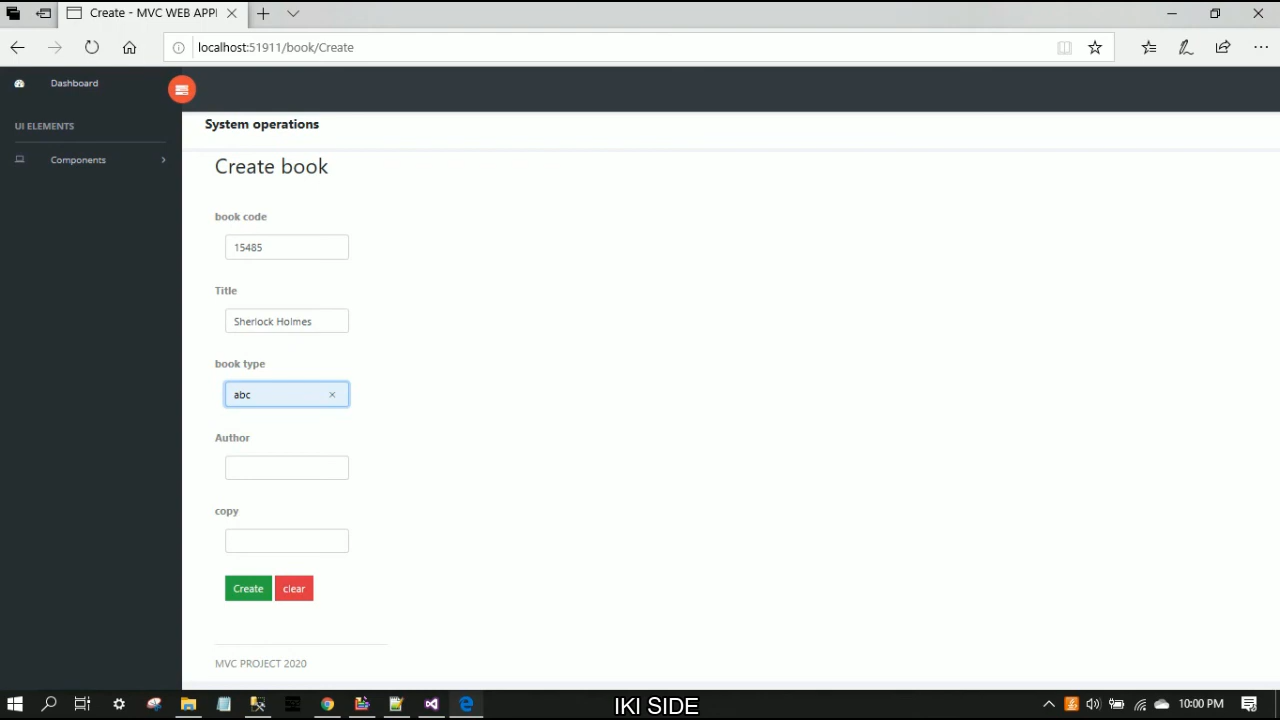 Create - MVC WEB APP
localhost:51911/book/Create
Dashboard
UI ELEMENTS
Components
System operations
Create book
book code
15485
Title
Sherlock Holmes
book type
abc
Author
copy
Create clear
MVC PROJECT 2020
IKI SIDE
10:00 PM